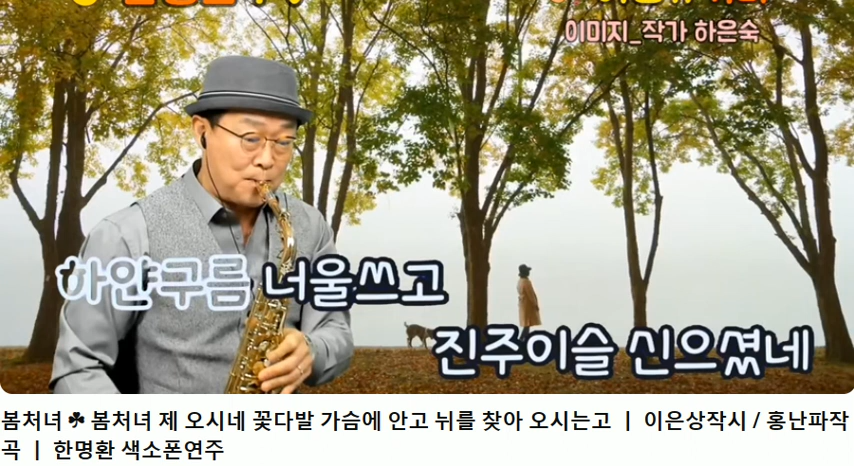 이미지_작가 하은숙
하얀구름 너울쓰고
진주이슬 신으셨네
봄처녀 ☘ 봄처녀 제 오시네 꽃다발 가슴에 안고 뉘를 찾아 오시는고 ㅣ 이은상작시 / 홍난파작
곡 ㅣ 한명환 색소폰연주